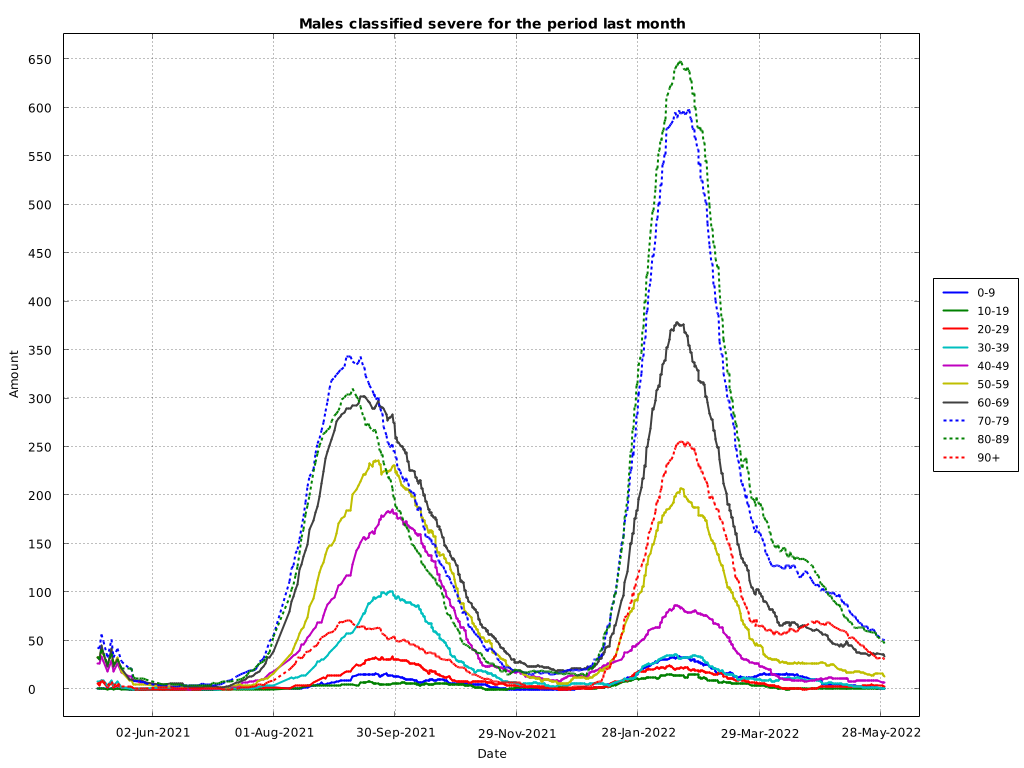 Males classified severe for the period last month
650
600
550
500
450
400
350
300
250
200
150
100
50
0
Amount
02-Jun-2021
01-Aug-2021
30-Sep-2021
29-Nov-2021
28-Jan-2022
29-Mar-2022
28-May-2022
Date
0-9
10-19
20-29
30-39
40-49
50-59
60-69
70-79
80-89
90+